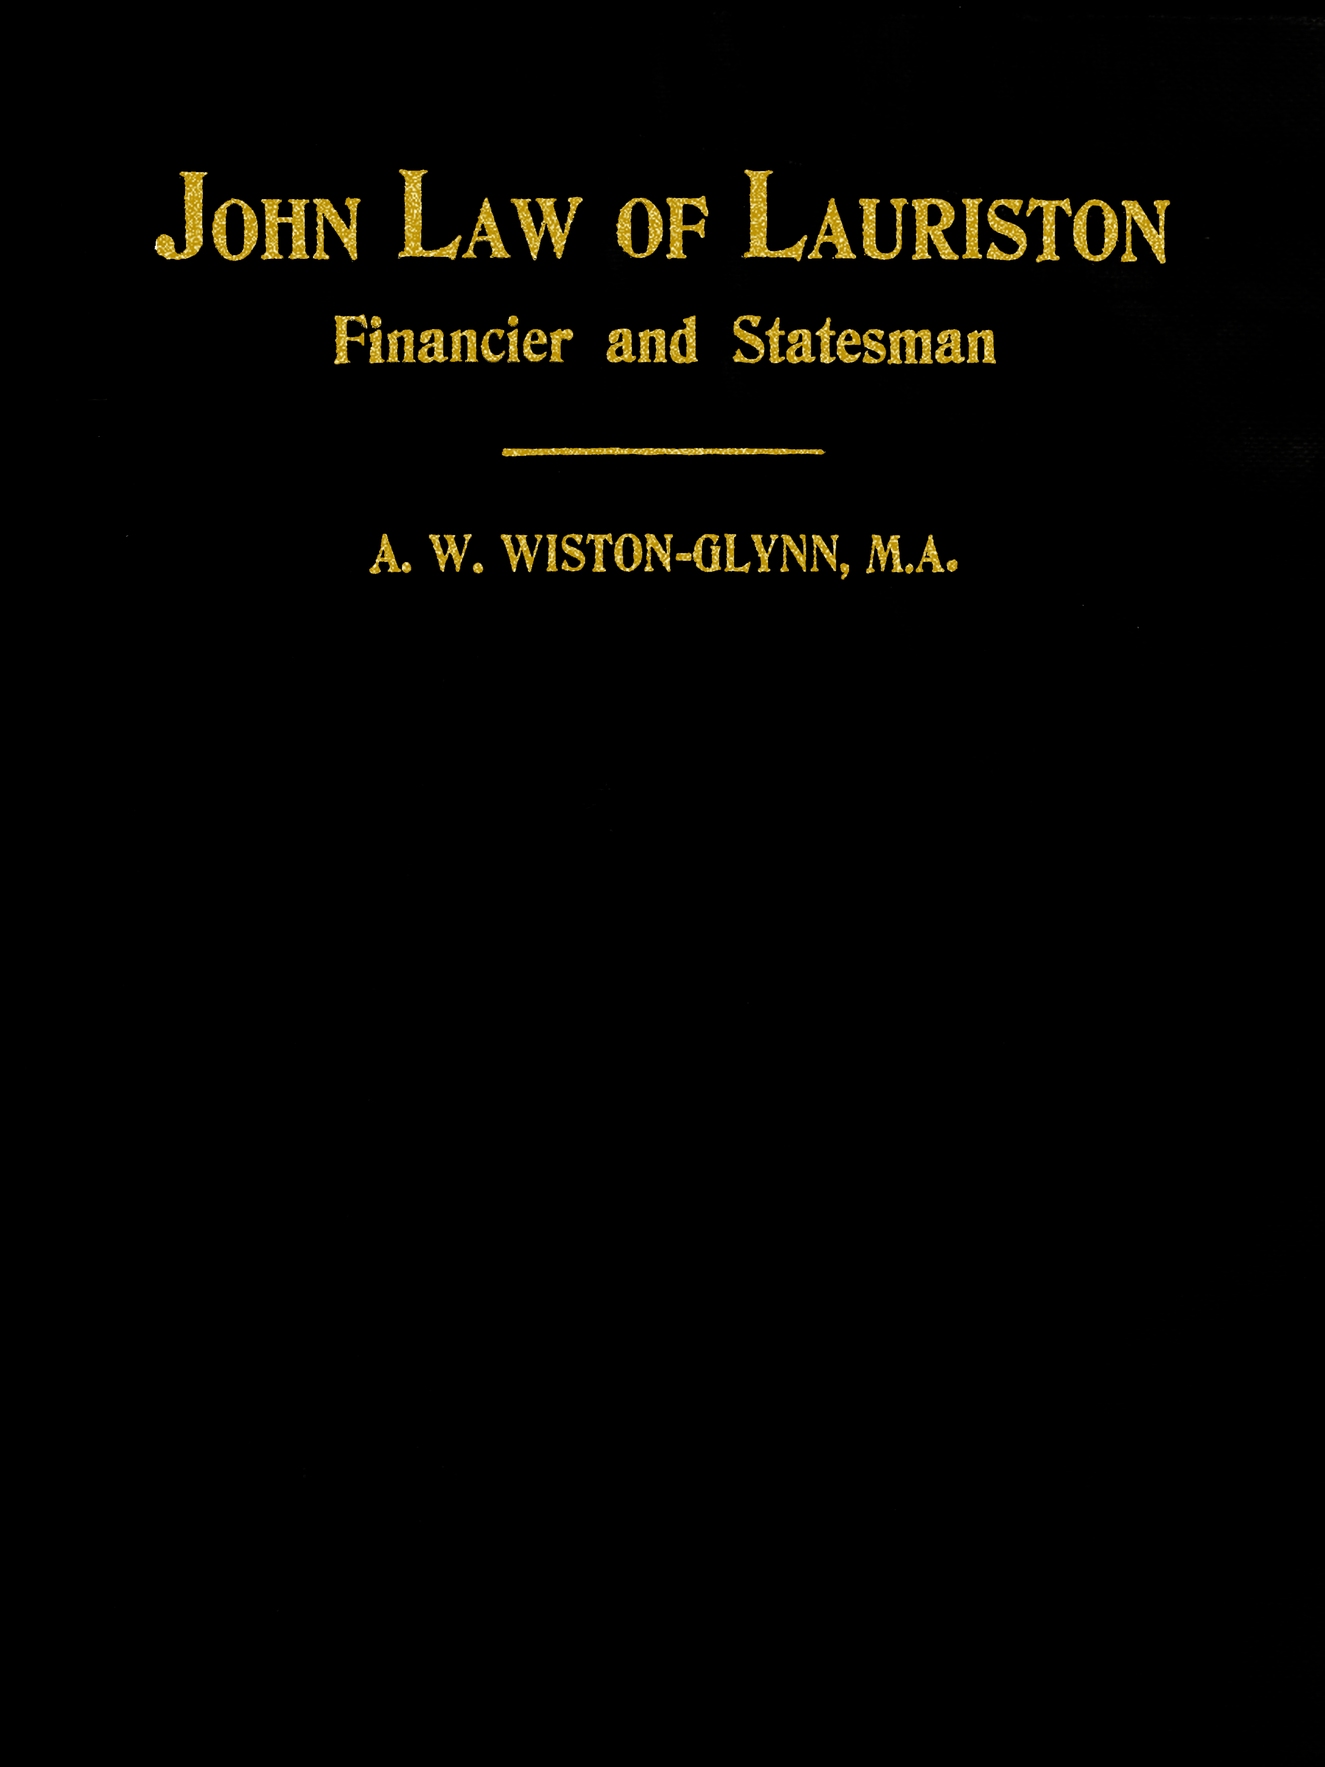 JOHN LAW OF LAURISTON
Financier and Statesman
A. W. WISTON-GLYNN, M.A.